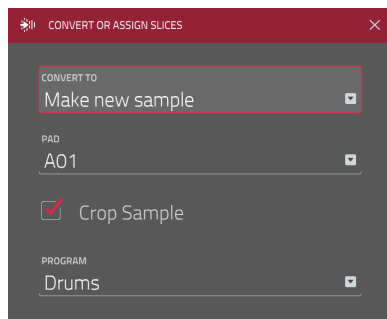 CONVERT OR ASSIGN SLICES
CONVERT TO
Make new sample
PAD
A01
Crop Sample
PROGRAM
Drums